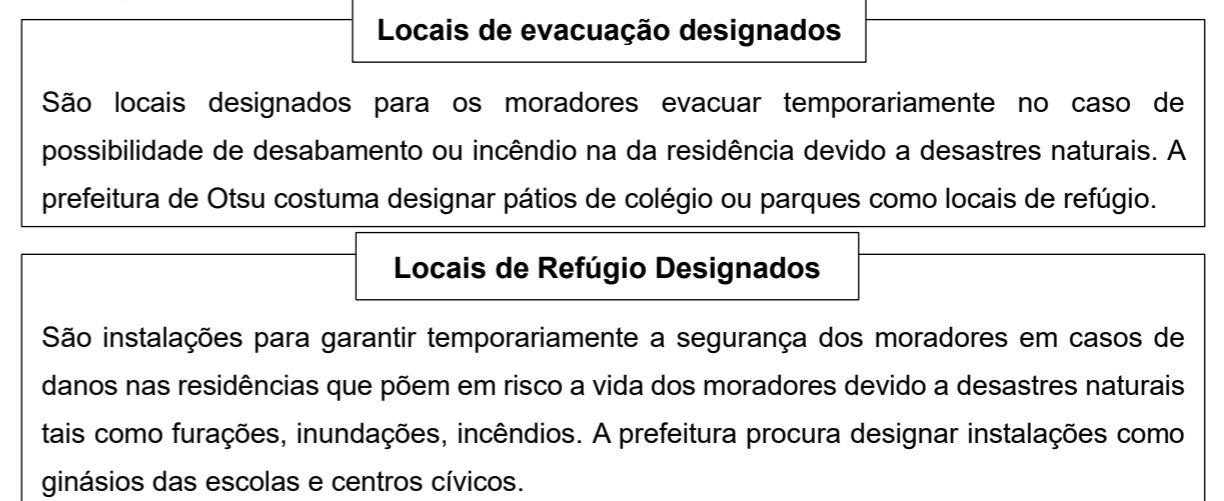 Locais de evacuação designados
São locais designados para os moradores evacuar temporariamente no caso de
possibilidade de desabamento ou incêndio na da residência devido a desastres naturais. A
prefeitura de Otsu costuma designar pátios de colégio ou parques como locais de refúgio.
Locais de Refúgio Designados
São instalações para garantir temporariamente a segurança dos moradores em casos de
danos nas residências que põem em risco a vida dos moradores devido a desastres naturais
tais como furações, inundações, incêndios. A prefeitura procura designar instalações como
ginásios das escolas e centros cívicos.